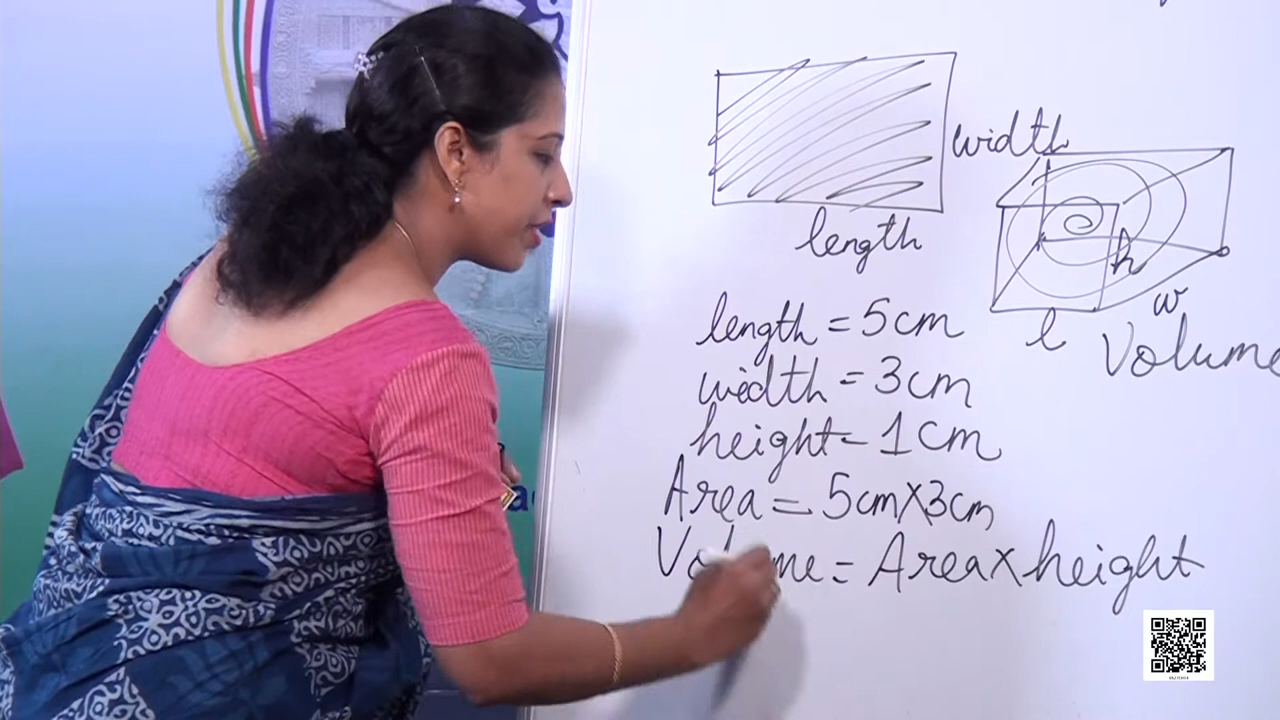 width
length
h
w
l
Volume
length = 5cm
width = 3cm
height = 1cm
Area = 5cm×3cm
Volume = Area×height